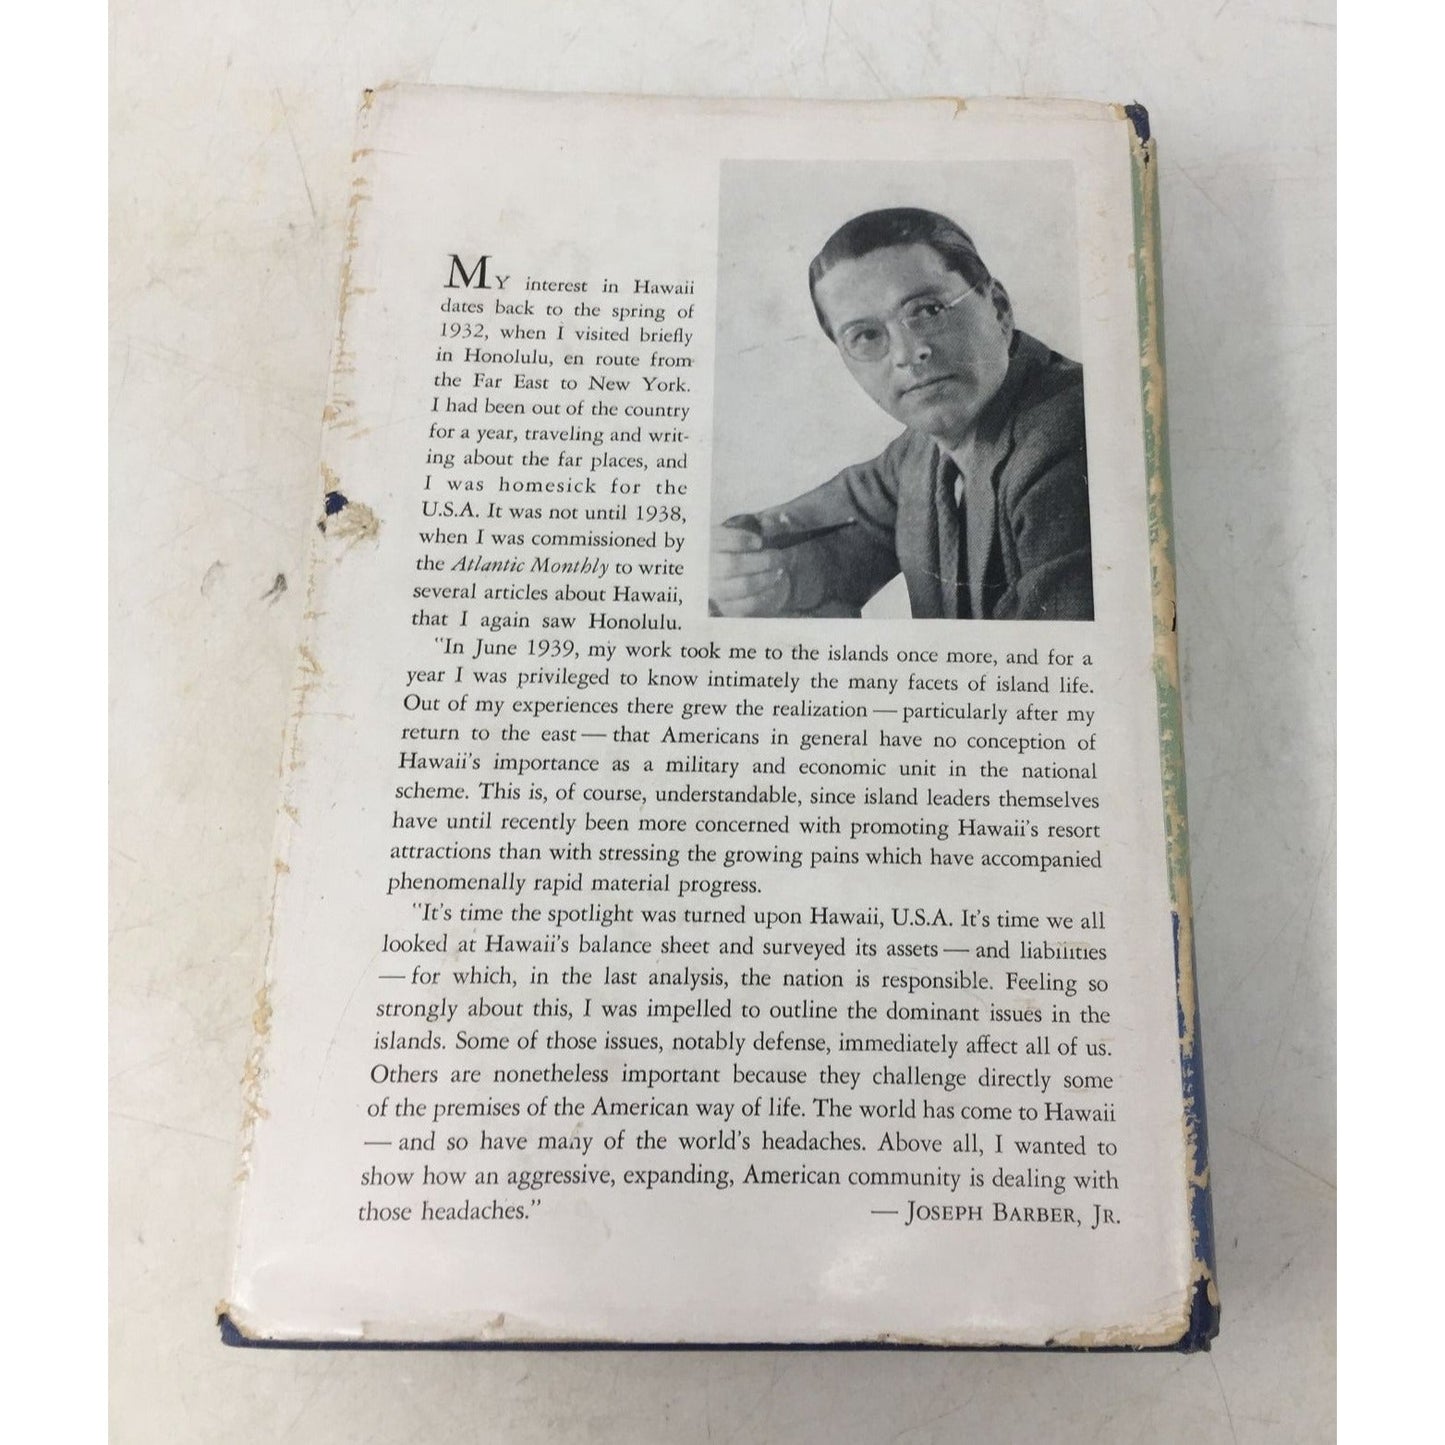 MY interest in Hawaii
dates back to the spring of
1932, when I visited briefly
in Honolulu, en route from
the Far East to New York.
I had been out of the country
for a year, traveling and writ-
ing about the far places, and
I was homesick for the
U.S.A. It was not until 1938,
when I was commissioned by
the Atlantic Monthly to write
several articles about Hawaii,
that I again saw Honolulu.
"In June 1939, my work took me to the islands once more, and for a
year I was privileged to know intimately the many facets of island life.
Out of my experiences there grew the realization — particularly after my
return to the east — that Americans in general have no conception of
Hawaii's importance as a military and economic unit in the national
scheme. This is, of course, understandable, since island leaders themselves
have until recently been more concerned with promoting Hawaii's resort
attractions than with stressing the growing pains which have accompanied
phenomenally rapid material progress.
"It's time the spotlight was turned upon Hawaii, U.S.A. It's time we all
looked at Hawaii's balance sheet and surveyed its assets — and liabilities
— for which, in the last analysis, the nation is responsible. Feeling so
strongly about this, I was impelled to outline the dominant issues in the
islands. Some of those issues, notably defense, immediately affect all of us.
Others are nonetheless important because they challenge directly some
of the premises of the American way of life. The world has come to Hawaii
— and so have many of the world's headaches. Above all, I wanted to
show how an aggressive, expanding, American community is dealing with
those headaches." — JOSEPH BARBER, JR.